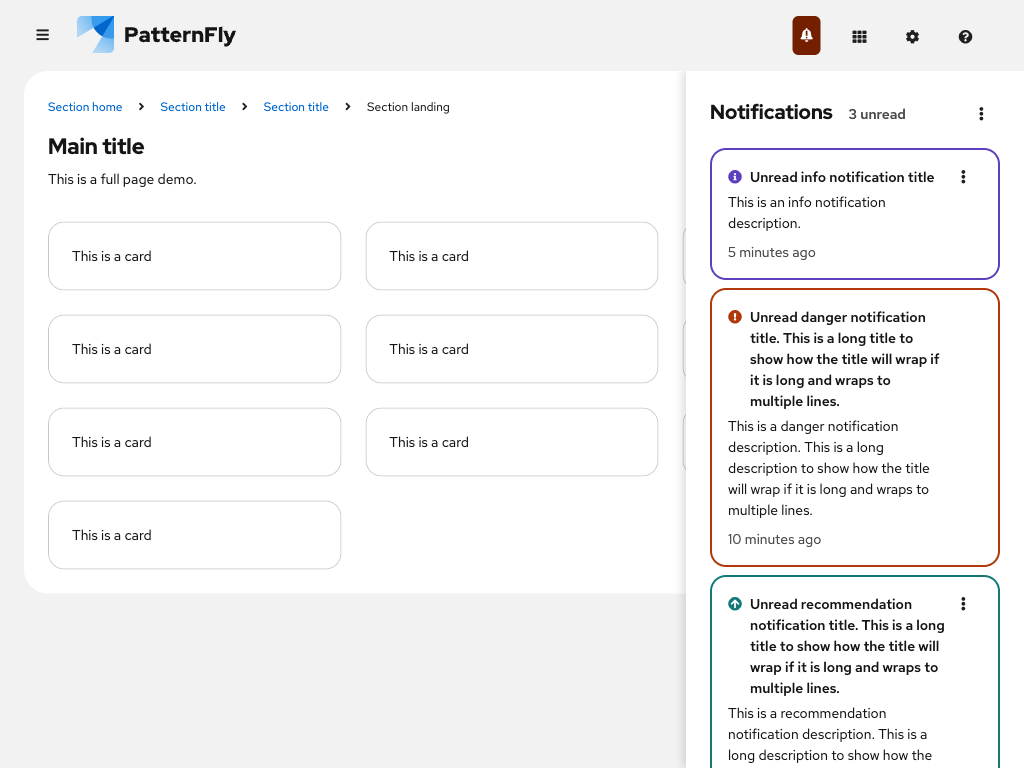 PatternFly
Section home
Section title
Section title
Section landing
Main title
This is a full page demo.
This is a card
This is a card
This is a card
This is a card
This is a card
This is a card
This is a card
Notifications
3 unread
Unread info notification title
This is an info notification
description.
5 minutes ago
Unread danger notification
title. This is a long title to
show how the title will wrap if
it is long and wraps to
multiple lines.
This is a danger notification
description. This is a long
description to show how the title
will wrap if it is long and wraps to
multiple lines.
10 minutes ago
Unread recommendation
notification title. This is a long
title to show how the title will
wrap if it is long and wraps to
multiple lines.
This is a recommendation
notification description. This is a
long description to show how the